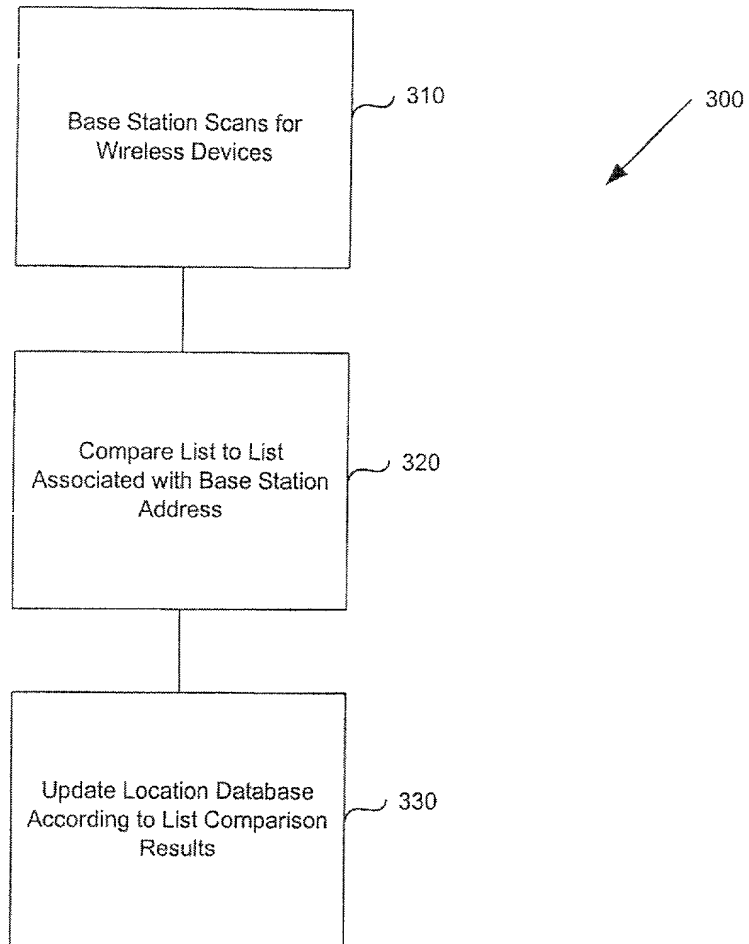 Base Station Scans for
Wireless Devices
310
300
Compare List to List
Associated with Base Station
Address
320
Update Location Database
According to List Comparison
Results
330